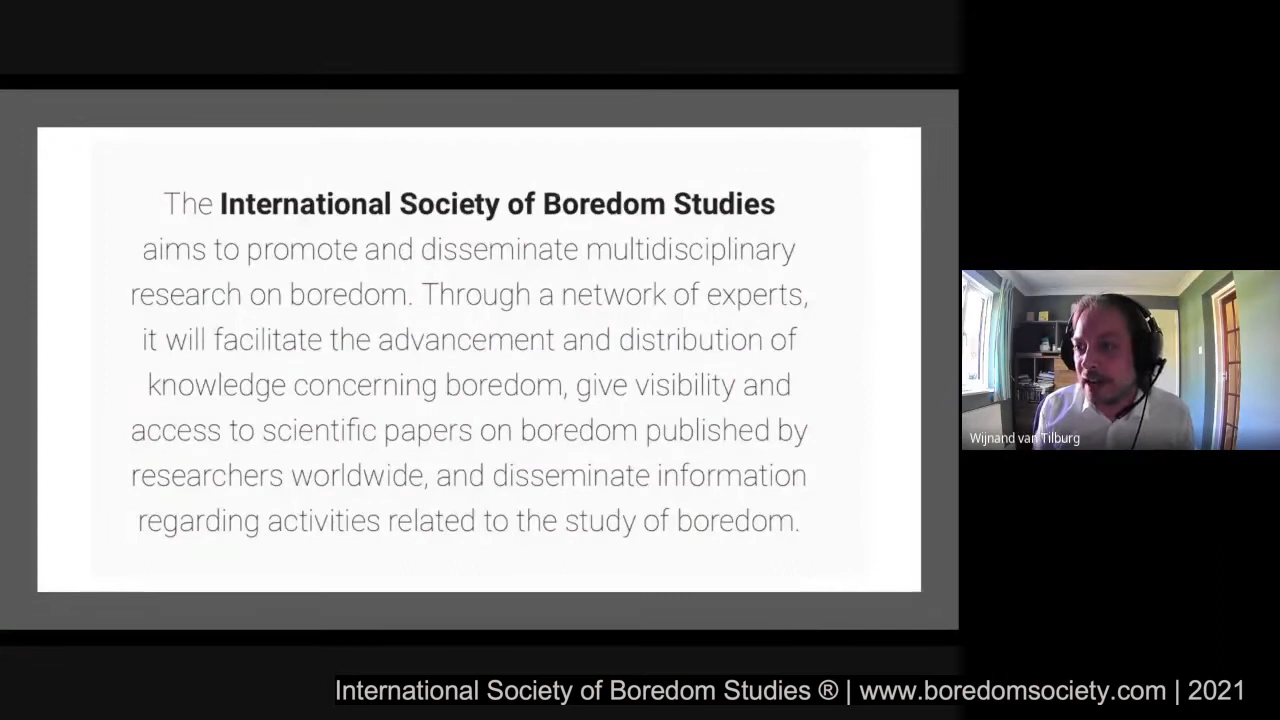 The International Society of Boredom Studies
aims to promote and disseminate multidisciplinary
research on boredom. Through a network of experts,
it will facilitate the advancement and distribution of
knowledge concerning boredom, give visibility and
access to scientific papers on boredom published by
researchers worldwide, and disseminate information
regarding activities related to the study of boredom.
Wijnand van Tilburg
International Society of Boredom Studies ® | www.boredomsociety.com | 2021